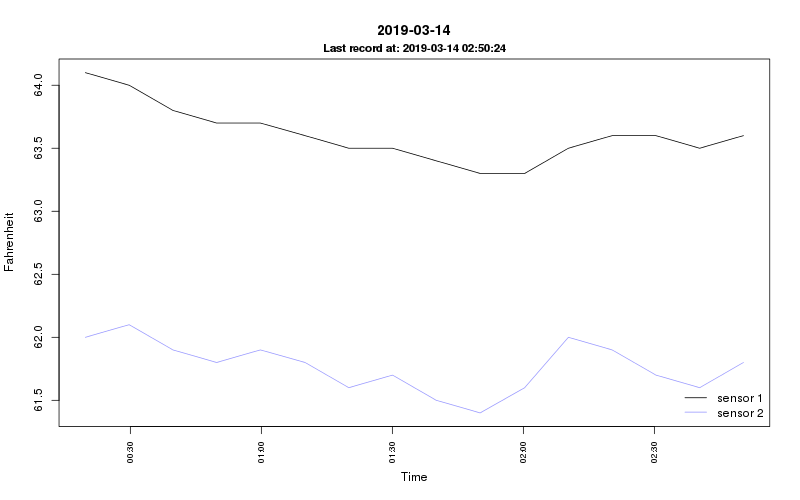 2019-03-14
Last record at: 2019-03-14 02:50:24
Fahrenheit
64.0
63.5
63.0
62.5
62.0
61.5
sensor 1
sensor 2
00:30
01:00
01:30
02:00
02:30
Time